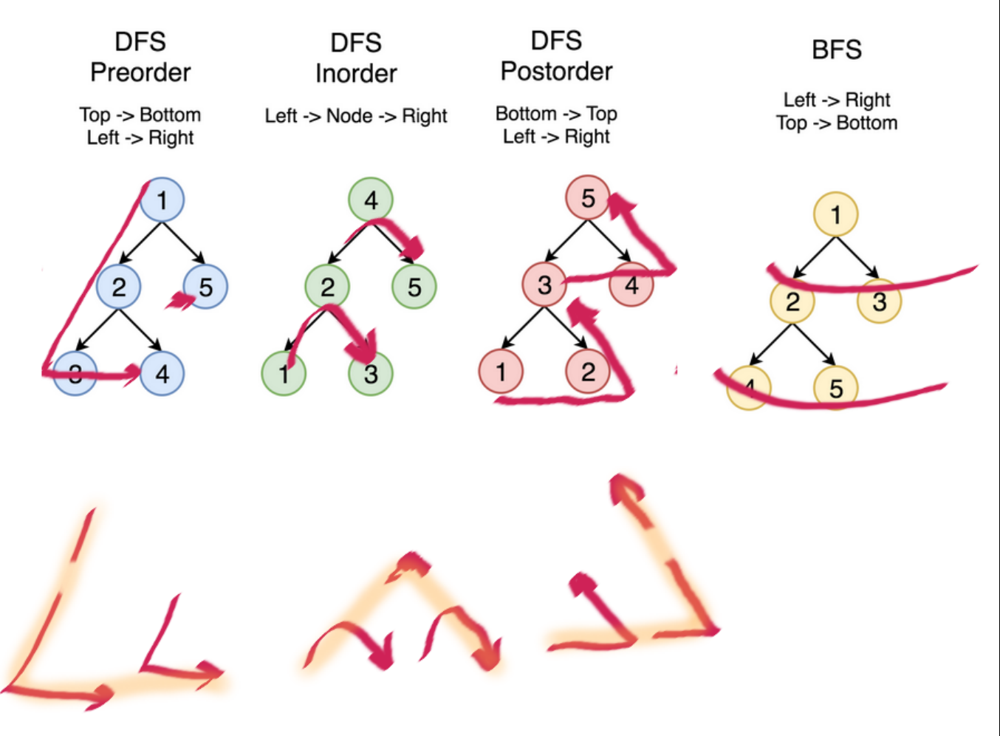 DFS
Preorder
Top -> Bottom
Left -> Right
1
2
5
3
4
DFS
Inorder
Left -> Node -> Right
4
2
5
1
3
DFS
Postorder
Bottom -> Top
Left -> Right
5
3
4
1
2
BFS
Left -> Right
Top -> Bottom
1
2
3
4
5